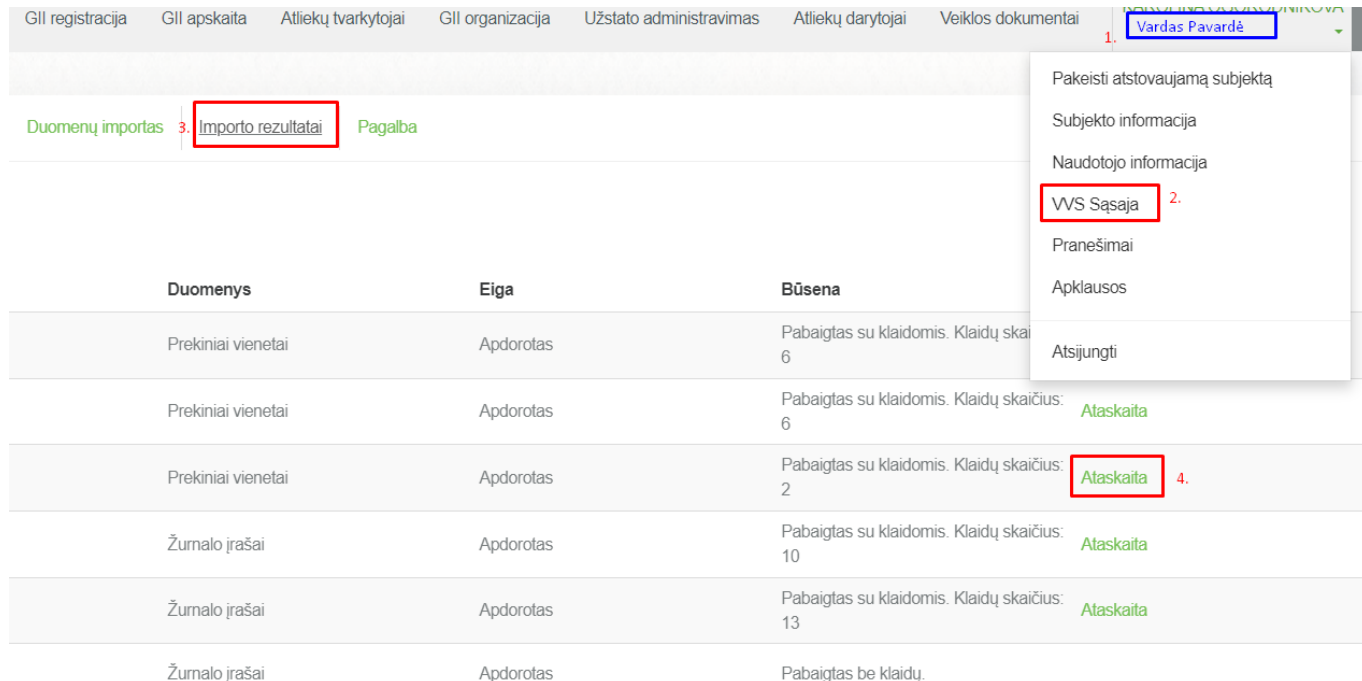 GII registracija GII apskaita Atliekų tvarkytojai GII organizacija Užstato administravimas Atliekų darytojai Veiklos dokumentai
1. Vardas Pavardė
Pakeisti atstovaujamą subjektą
Subjekto informacija
Naudotojo informacija
VVS Sąsaja 2.
Pranešimai
Apklausos
Atsijungti
Duomenų importas 3. Importo rezultatai Pagalba
Duomenys Eiga Būsena
Prekiniai vienetai Apdorotas Pabaigtas su klaidomis. Klaidų skai
6
Prekiniai vienetai Apdorotas Pabaigtas su klaidomis. Klaidų skaičius: Ataskaita
6
Prekiniai vienetai Apdorotas Pabaigtas su klaidomis. Klaidų skaičius: Ataskaita 4.
2
Žurnalo įrašai Apdorotas Pabaigtas su klaidomis. Klaidų skaičius: Ataskaita
10
Žurnalo įrašai Apdorotas Pabaigtas su klaidomis. Klaidų skaičius: Ataskaita
13
Žurnalo įrašai Apdorotas Pabaigtas be klaidų.